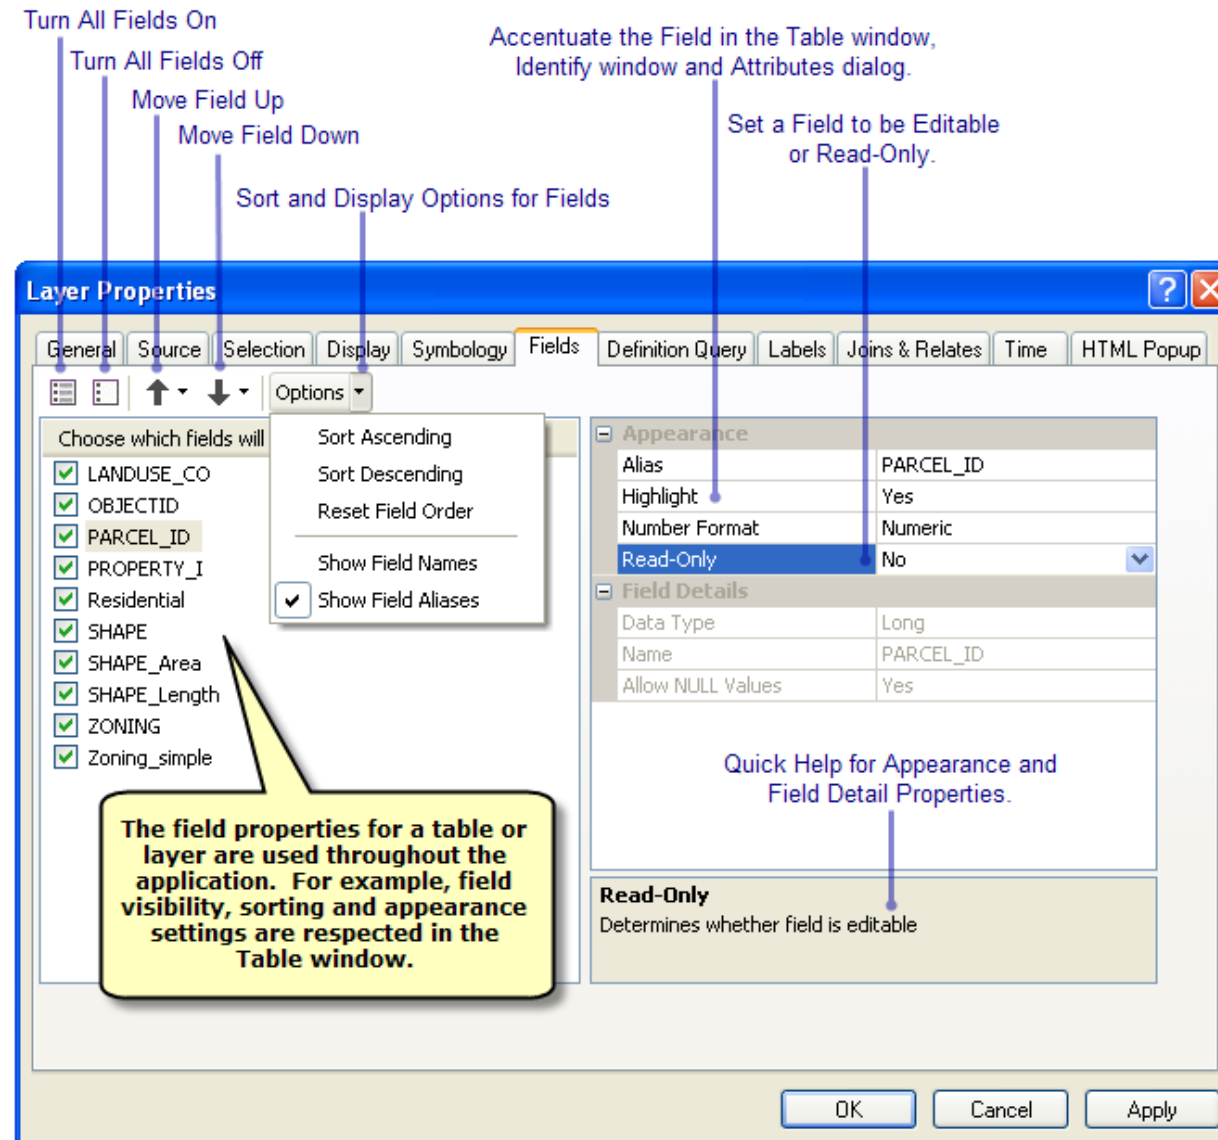 Turn All Fields On
Turn All Fields Off
Move Field Up
Move Field Down
Sort and Display Options for Fields
Accentuate the Field in the Table window,
Identify window and Attributes dialog.
Set a Field to be Editable
or Read-Only.
Layer Properties
General Source Selection Display Symbology Fields Definition Query Labels Joins & Relates Time HTML Popup
Options
Choose which fields will
LANDUSE_CO
OBJECTID
PARCEL_ID
PROPERTY_I
Residential
SHAPE
SHAPE_Area
SHAPE_Length
ZONING
Zoning_simple
Sort Ascending
Sort Descending
Reset Field Order
Show Field Names
Show Field Aliases
Appearance
Alias PARCEL_ID
Highlight Yes
Number Format Numeric
Read-Only No
Field Details
Data Type Long
Name PARCEL_ID
Allow NULL Values Yes
Quick Help for Appearance and
Field Detail Properties.
The field properties for a table or
layer are used throughout the
application. For example, field
visibility, sorting and appearance
settings are respected in the
Table window.
Read-Only
Determines whether field is editable
OK Cancel Apply